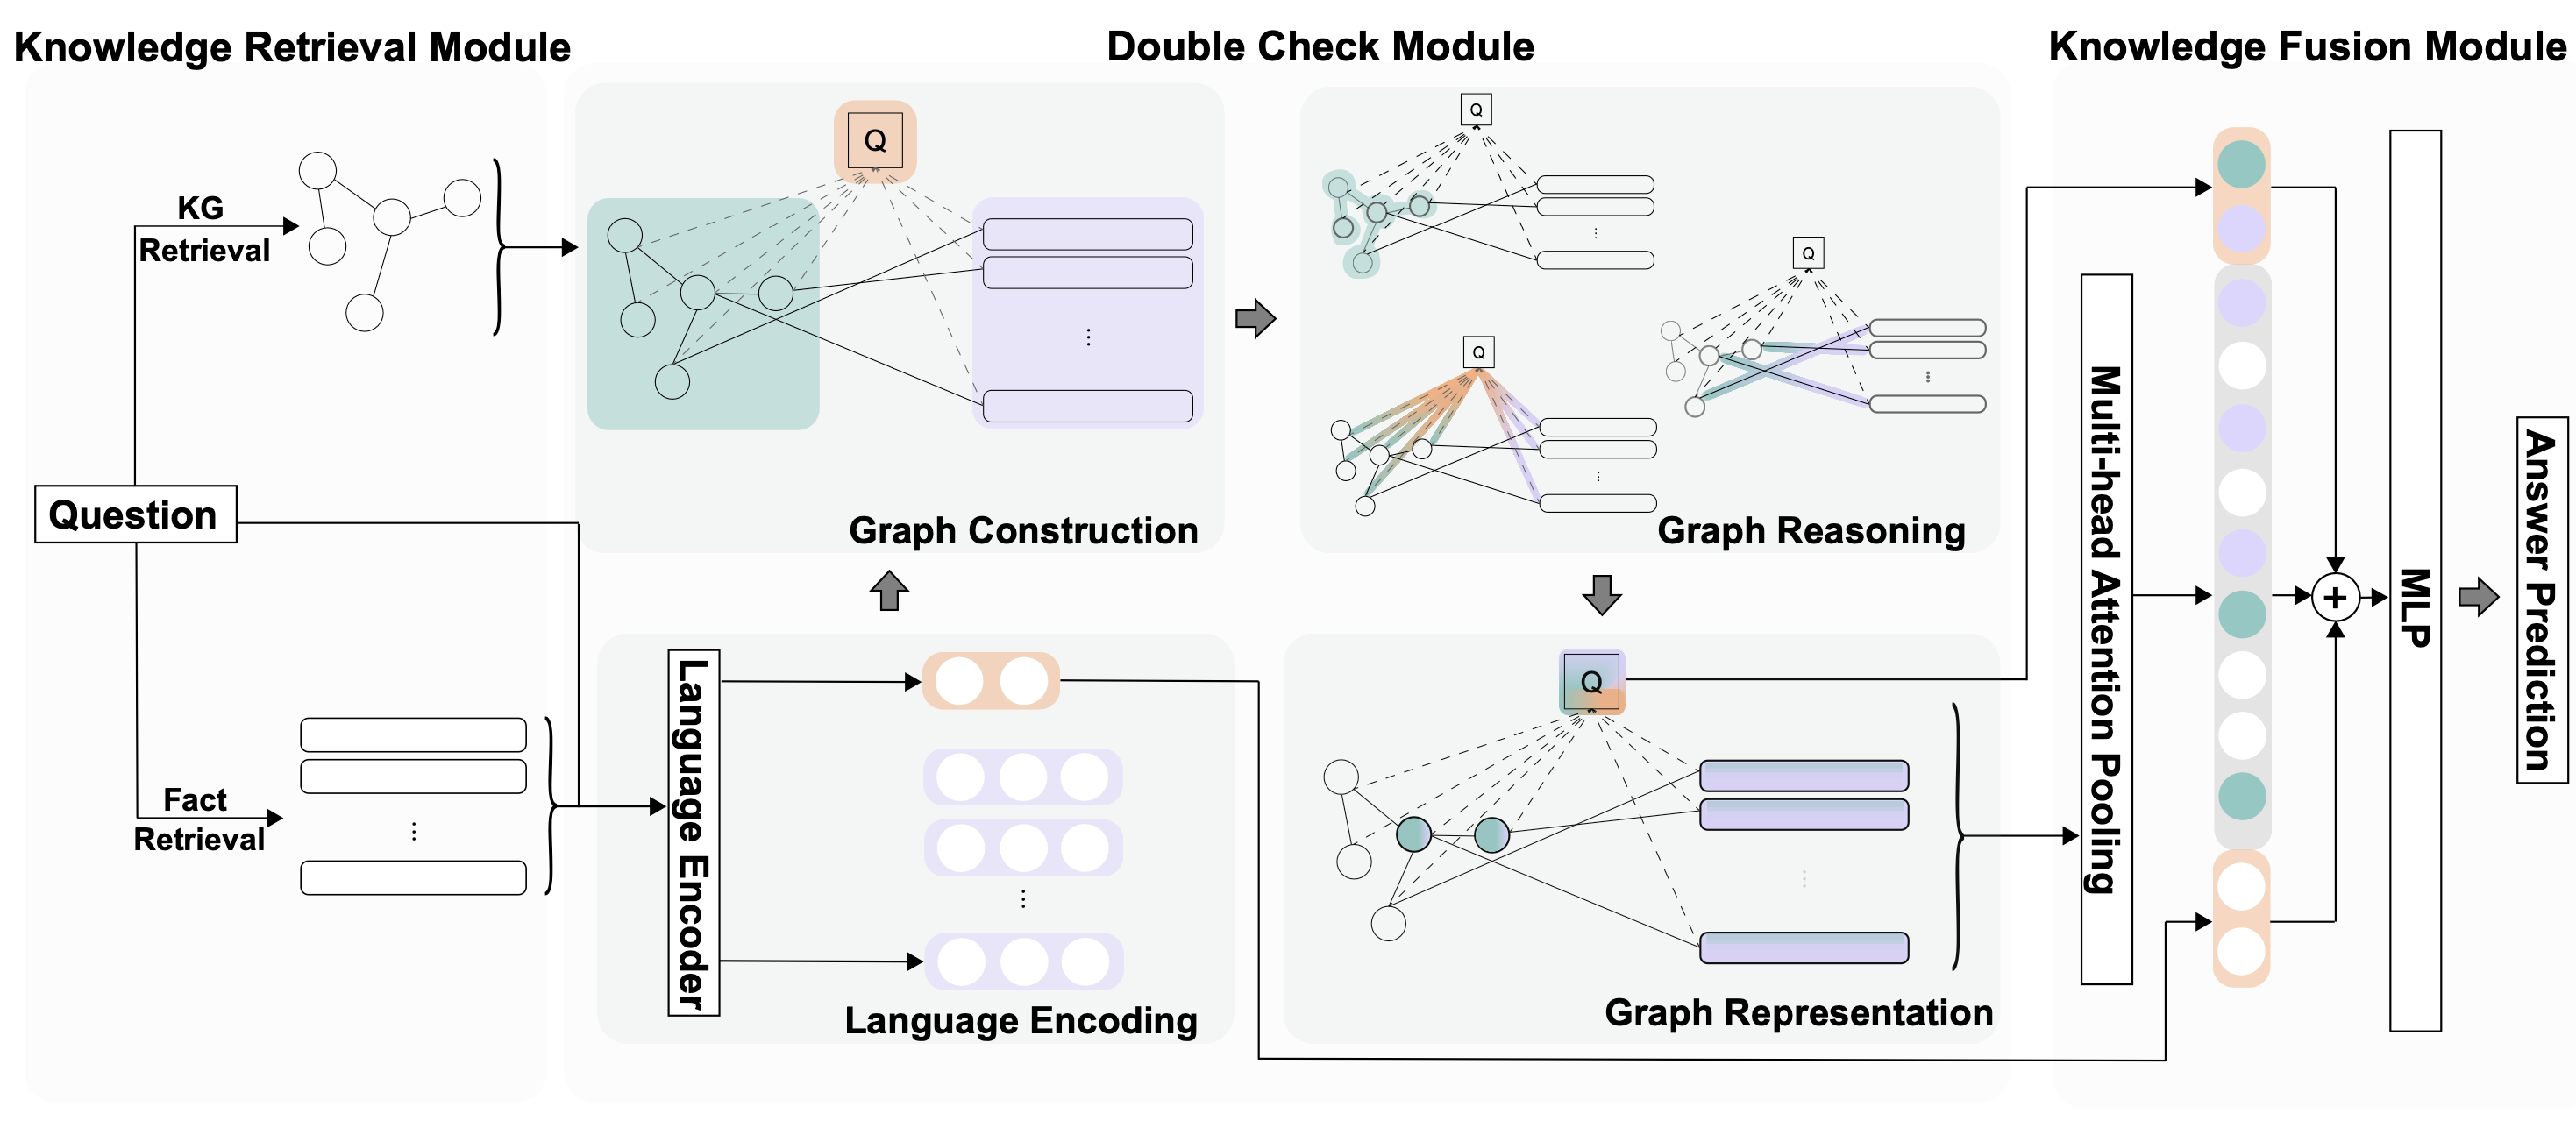 Knowledge Retrieval Module
Double Check Module
Knowledge Fusion Module
KG
Retrieval
Question
Fact
Retrieval
Q
Graph Construction
Q
Q
Q
Graph Reasoning
Language Encoder
Language Encoding
Q
Graph Representation
Multi-head Attention Pooling
+
MLP
Answer Prediction